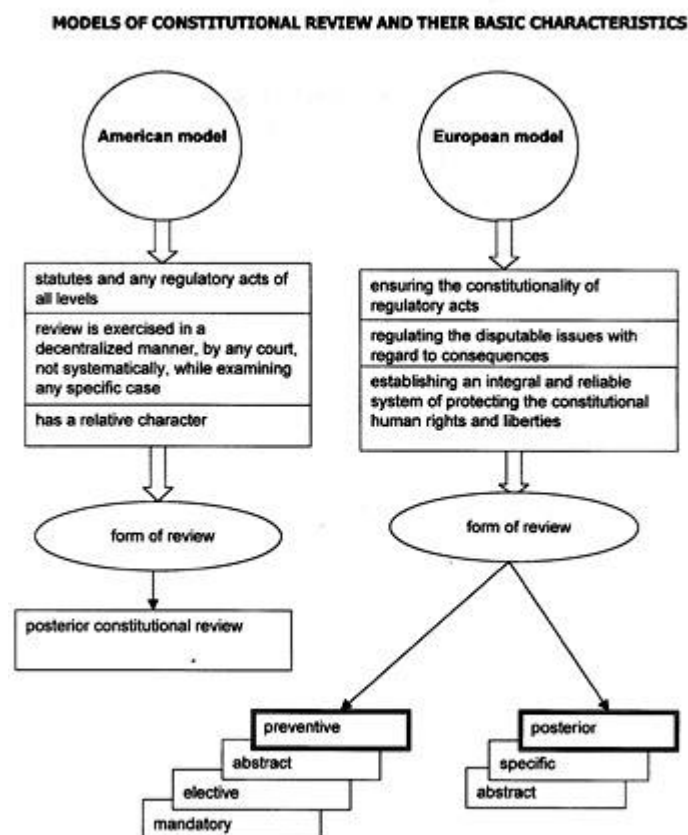 MODELS OF CONSTITUTIONAL REVIEW AND THEIR BASIC CHARACTERISTICS
American model
European model
statutes and any regulatory acts of
all levels
review is exercised in a
decentralized manner, by any court,
not systematically, while examining
any specific case
has a relative character
ensuring the constitutionality of
regulatory acts
regulating the disputable issues with
regard to consequences
establishing an integral and reliable
system of protecting the constitutional
human rights and liberties
form of review
form of review
posterior constitutional review
preventive
abstract
elective
mandatory
posterior
specific
abstract